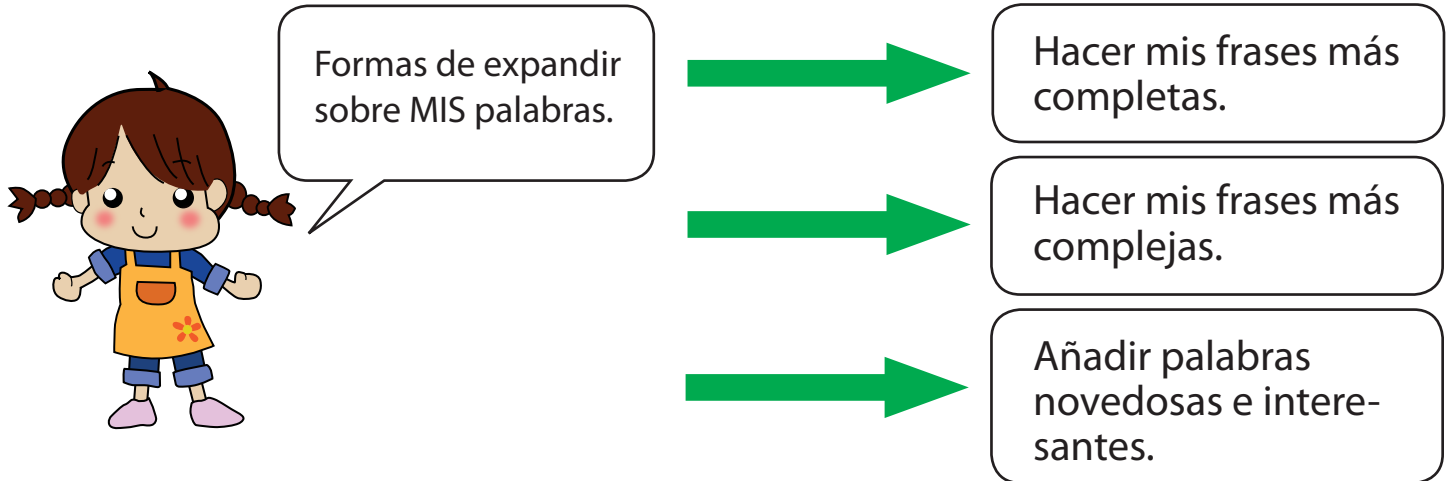 Formas de expandir
sobre MIS palabras.
Hacer mis frases más
completas.
Hacer mis frases más
complejas.
Añadir palabras
novedosas e intere-
santes.